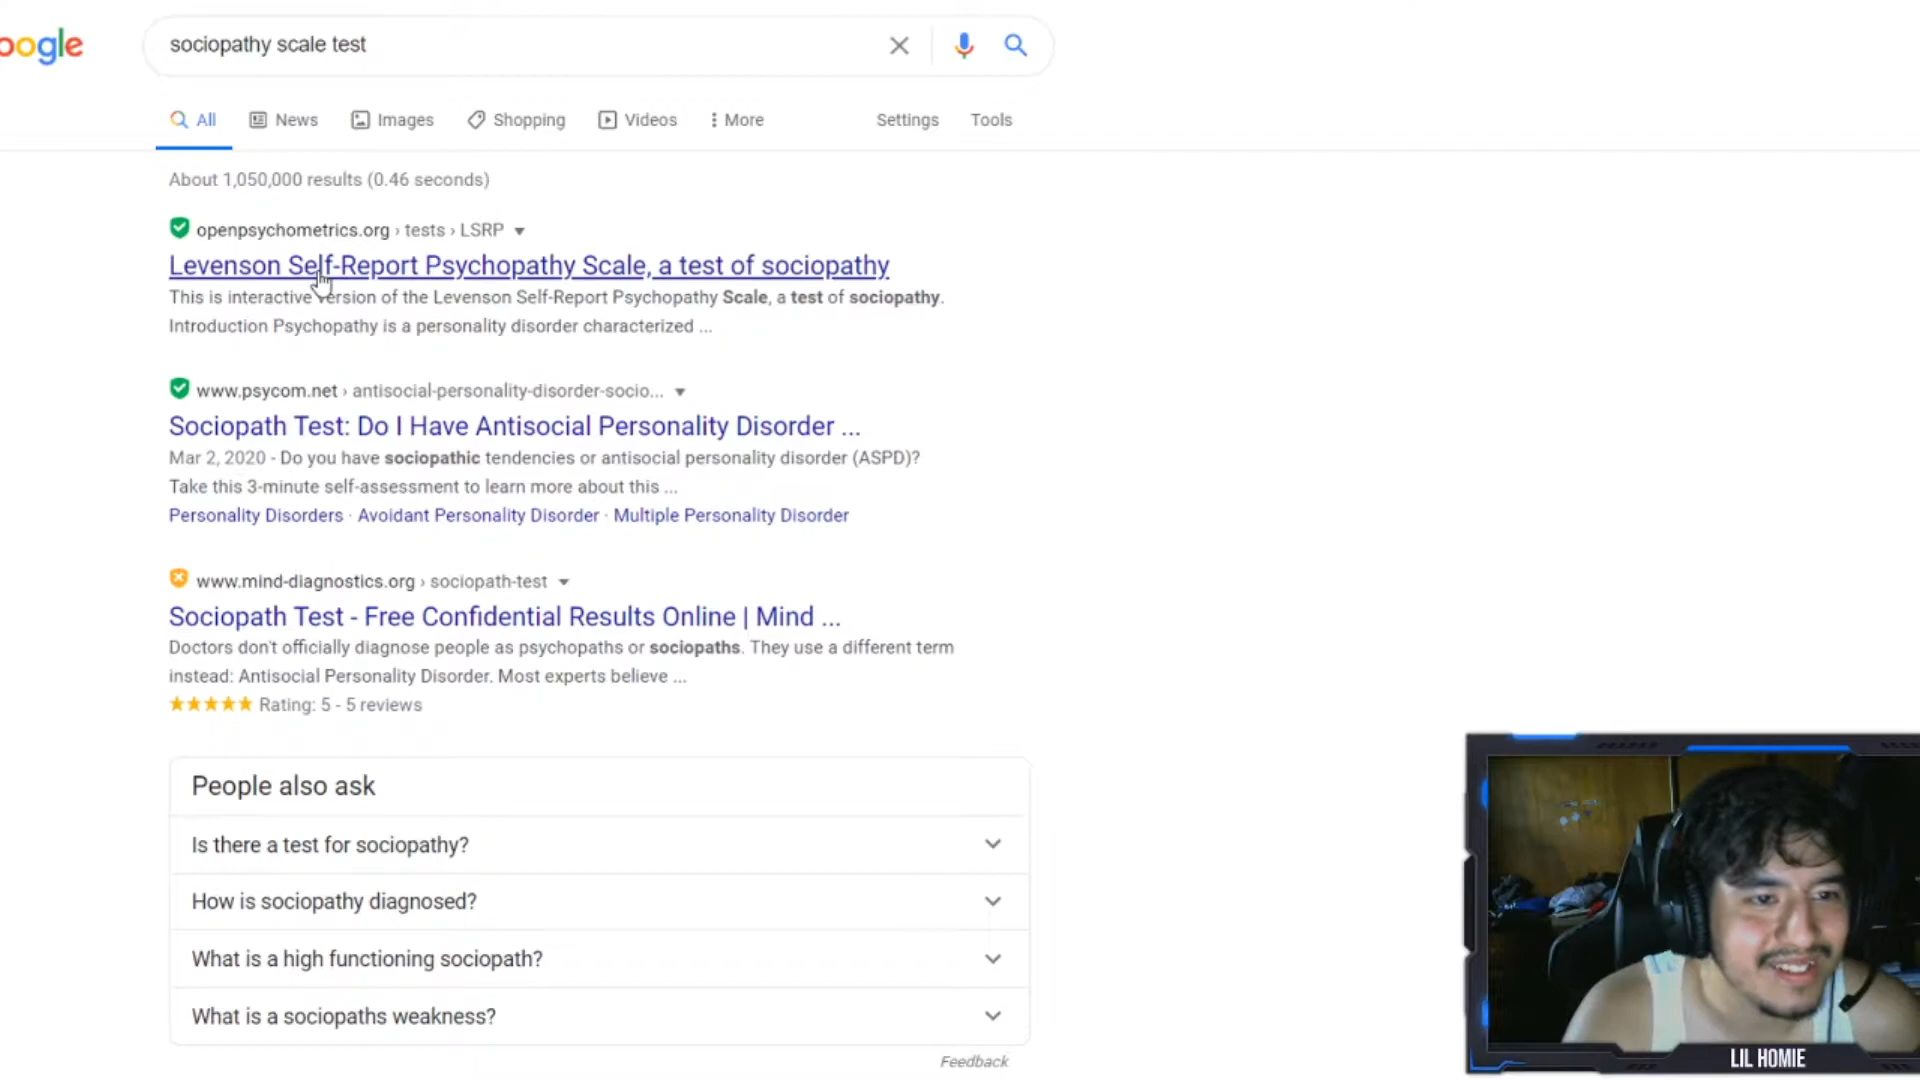 oogle
sociopathy scale test
All
News
Images
Shopping
Videos
More
Settings
Tools
About 1,050,000 results (0.46 seconds)
openpsychometrics.org › tests › LSRP
Levenson Self-Report Psychopathy Scale, a test of sociopathy
This is interactive version of the Levenson Self-Report Psychopathy Scale, a test of sociopathy.
Introduction Psychopathy is a personality disorder characterized ...
www.psycom.net › antisocial-personality-disorder-socio...
Sociopath Test: Do I Have Antisocial Personality Disorder ...
Mar 2, 2020 - Do you have sociopathic tendencies or antisocial personality disorder (ASPD)?
Take this 3-minute self-assessment to learn more about this ...
Personality Disorders · Avoidant Personality Disorder · Multiple Personality Disorder
www.mind-diagnostics.org › sociopath-test
Sociopath Test - Free Confidential Results Online | Mind ...
Doctors don't officially diagnose people as psychopaths or sociopaths. They use a different term
instead: Antisocial Personality Disorder. Most experts believe ...
Rating: 5 - 5 reviews
People also ask
Is there a test for sociopathy?
How is sociopathy diagnosed?
What is a high functioning sociopath?
What is a sociopaths weakness?
Feedback
LIL HOMIE